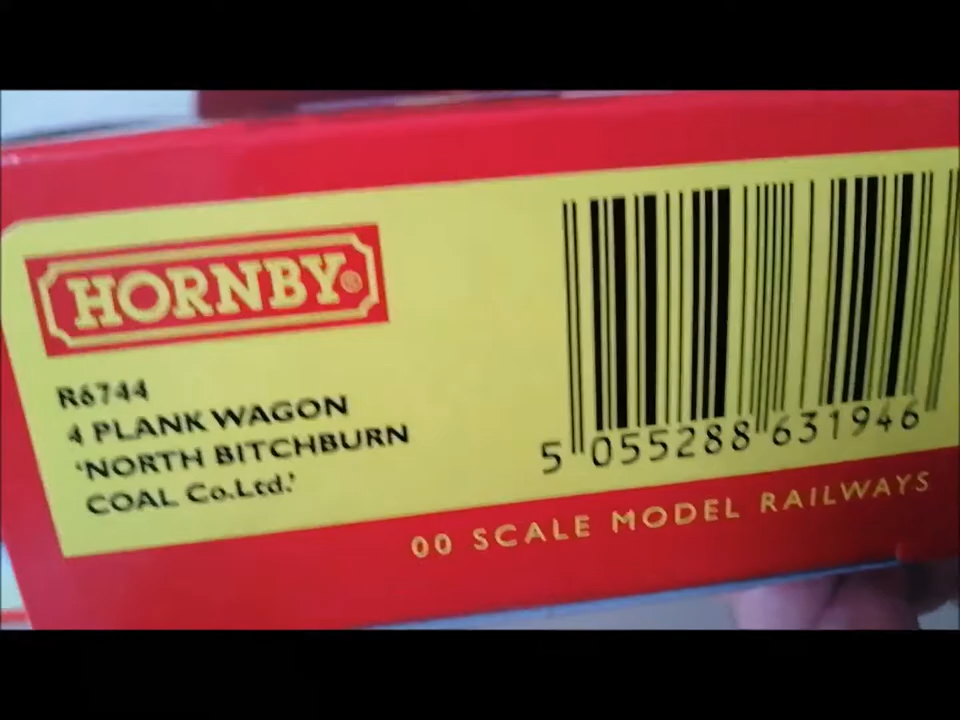 HORNBY®
R6744
4 PLANK WAGON
'NORTH BITCHBURN
COAL Co.Ltd.'
5 055288 631946
00 SCALE MODEL RAILWAYS